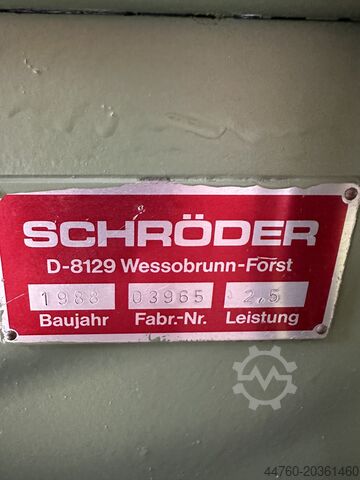 SCHRÖDER
D-8129 Wessobrunn-Forst
1988 03965 2,5
Baujahr Fabr.-Nr. Leistung
44760-20361460